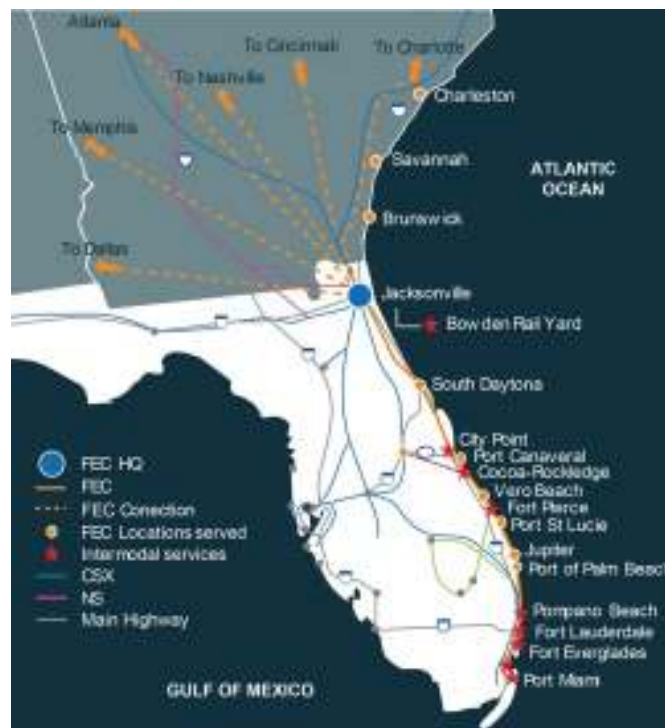 Atlanta
To Cincinnati
To Charlotte
To Nashville
Charleston
To Memphis
Savannah
ATLANTIC
OCEAN
Brunswick
To Dallas
Jacksonville
Bowden Rail Yard
South Daytona
City Point
Port Canaveral
Cocoa-Rockledge
Vero Beach
Fort Pierce
Port St Lucie
Jupiter
Port of Palm Beach
Pompano Beach
Fort Lauderdale
Fort Everglades
Port Miami
FEC HQ
FEC
FEC Conection
FEC Locations served
Intermodal services
CSX
NS
Main Highway
GULF OF MEXICO